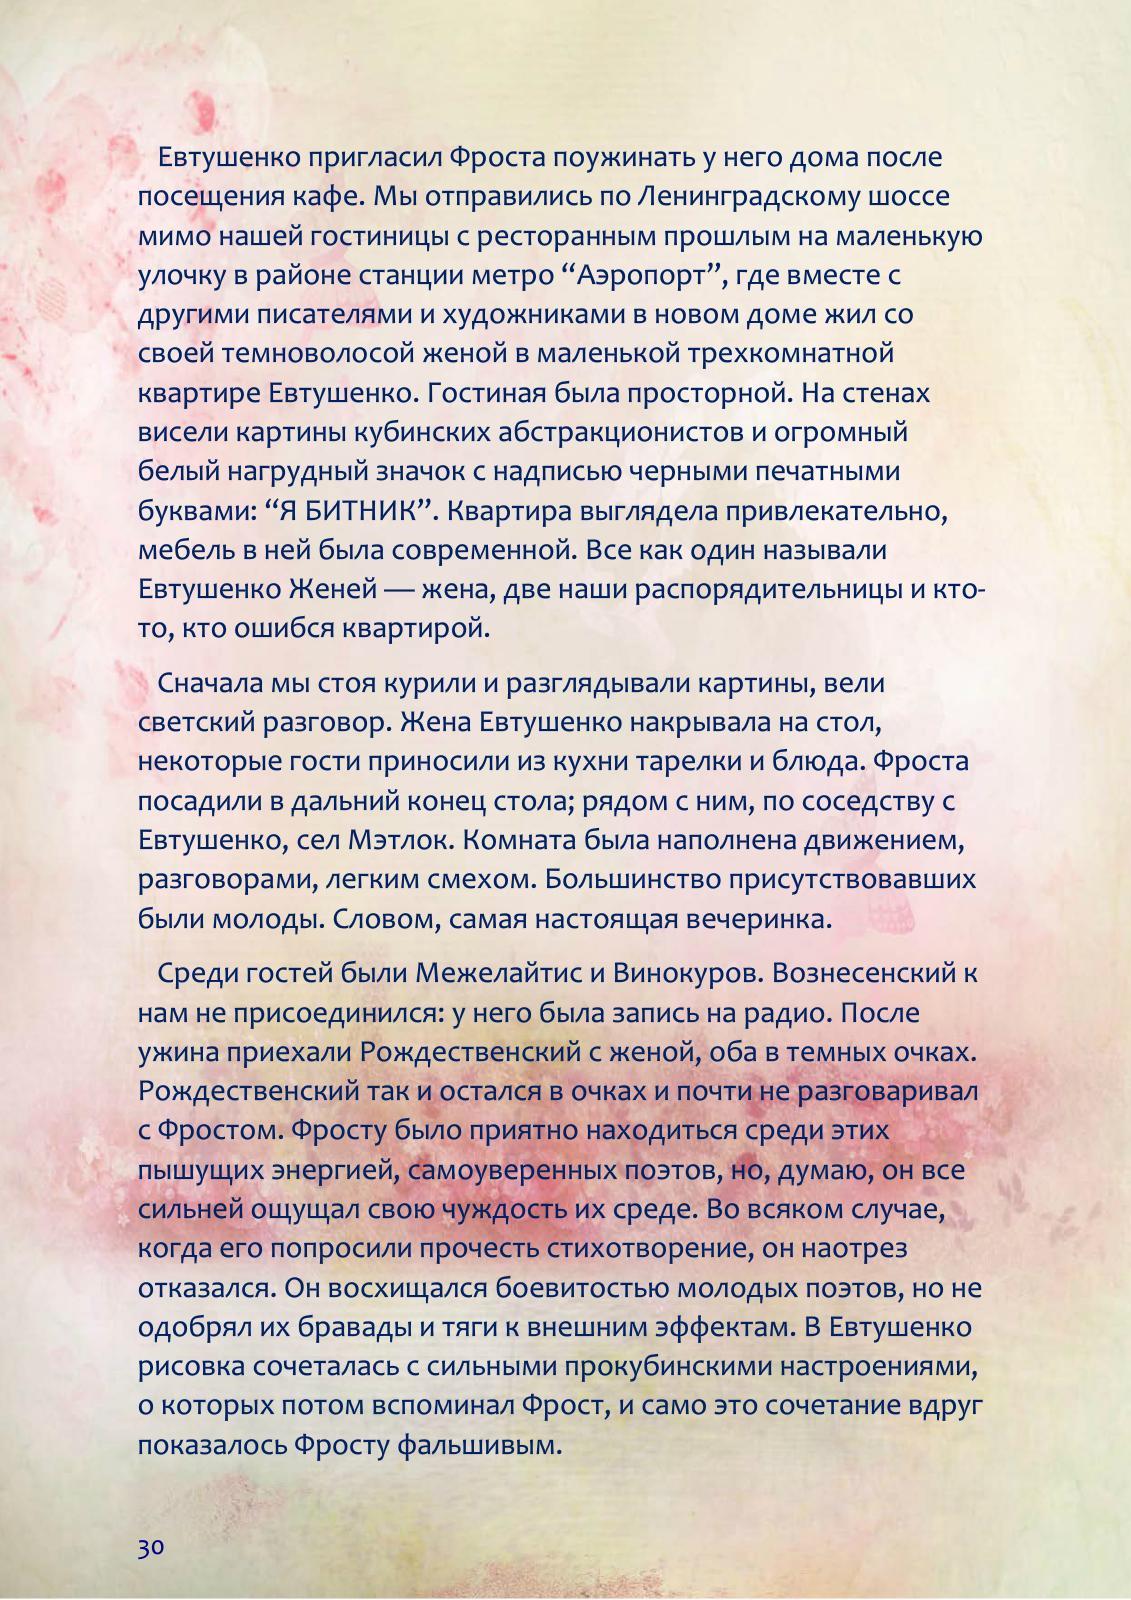 Евтушенко пригласил Фроста поужинать у него дома после
посещения кафе. Мы отправились по Ленинградскому шоссе
мимо нашей гостиницы с ресторанным прошлым на маленькую
улочку в районе станции метро “Аэропорт”, где вместе с
другими писателями и художниками в новом доме жил со
своей темноволосой женой в маленькой трехкомнатной
квартире Евтушенко. Гостиная была просторной. На стенах
висели картины кубинских абстракционистов и огромный
белый нагрудный значок с надписью черными печатными
буквами: “Я БИТНИК”. Квартира выглядела привлекательно,
мебель в ней была современной. Все как один называли
Евтушенко Женей — жена, две наши распорядительницы и кто-
то, кто ошибся квартирой.
Сначала мы стоя курили и разглядывали картины, вели
светский разговор. Жена Евтушенко накрывала на стол,
некоторые гости приносили из кухни тарелки и блюда. Фроста
посадили в дальний конец стола; рядом с ним, по соседству с
Евтушенко, сел Мэтлок. Комната была наполнена движением,
разговорами, легким смехом. Большинство присутствовавших
были молоды. Словом, самая настоящая вечеринка.
Среди гостей были Межелайтис и Винокуров. Вознесенский к
нам не присоединился: у него была запись на радио. После
ужина приехали Рождественский с женой, оба в темных очках.
Рождественский так и остался в очках и почти не разговаривал
с Фростом. Фросту было приятно находиться среди этих
пышущих энергией, самоуверенных поэтов, но, думаю, он все
сильней ощущал свою чуждость их среде. Во всяком случае,
когда его попросили прочесть стихотворение, он наотрез
отказался. Он восхищался боевитостью молодых поэтов, но не
одобрял их бравады и тяги к внешним эффектам. В Евтушенко
рисовка сочеталась с сильными прокубинскими настроениями,
о которых потом вспоминал Фрост, и само это сочетание вдруг
показалось Фросту фальшивым.
30